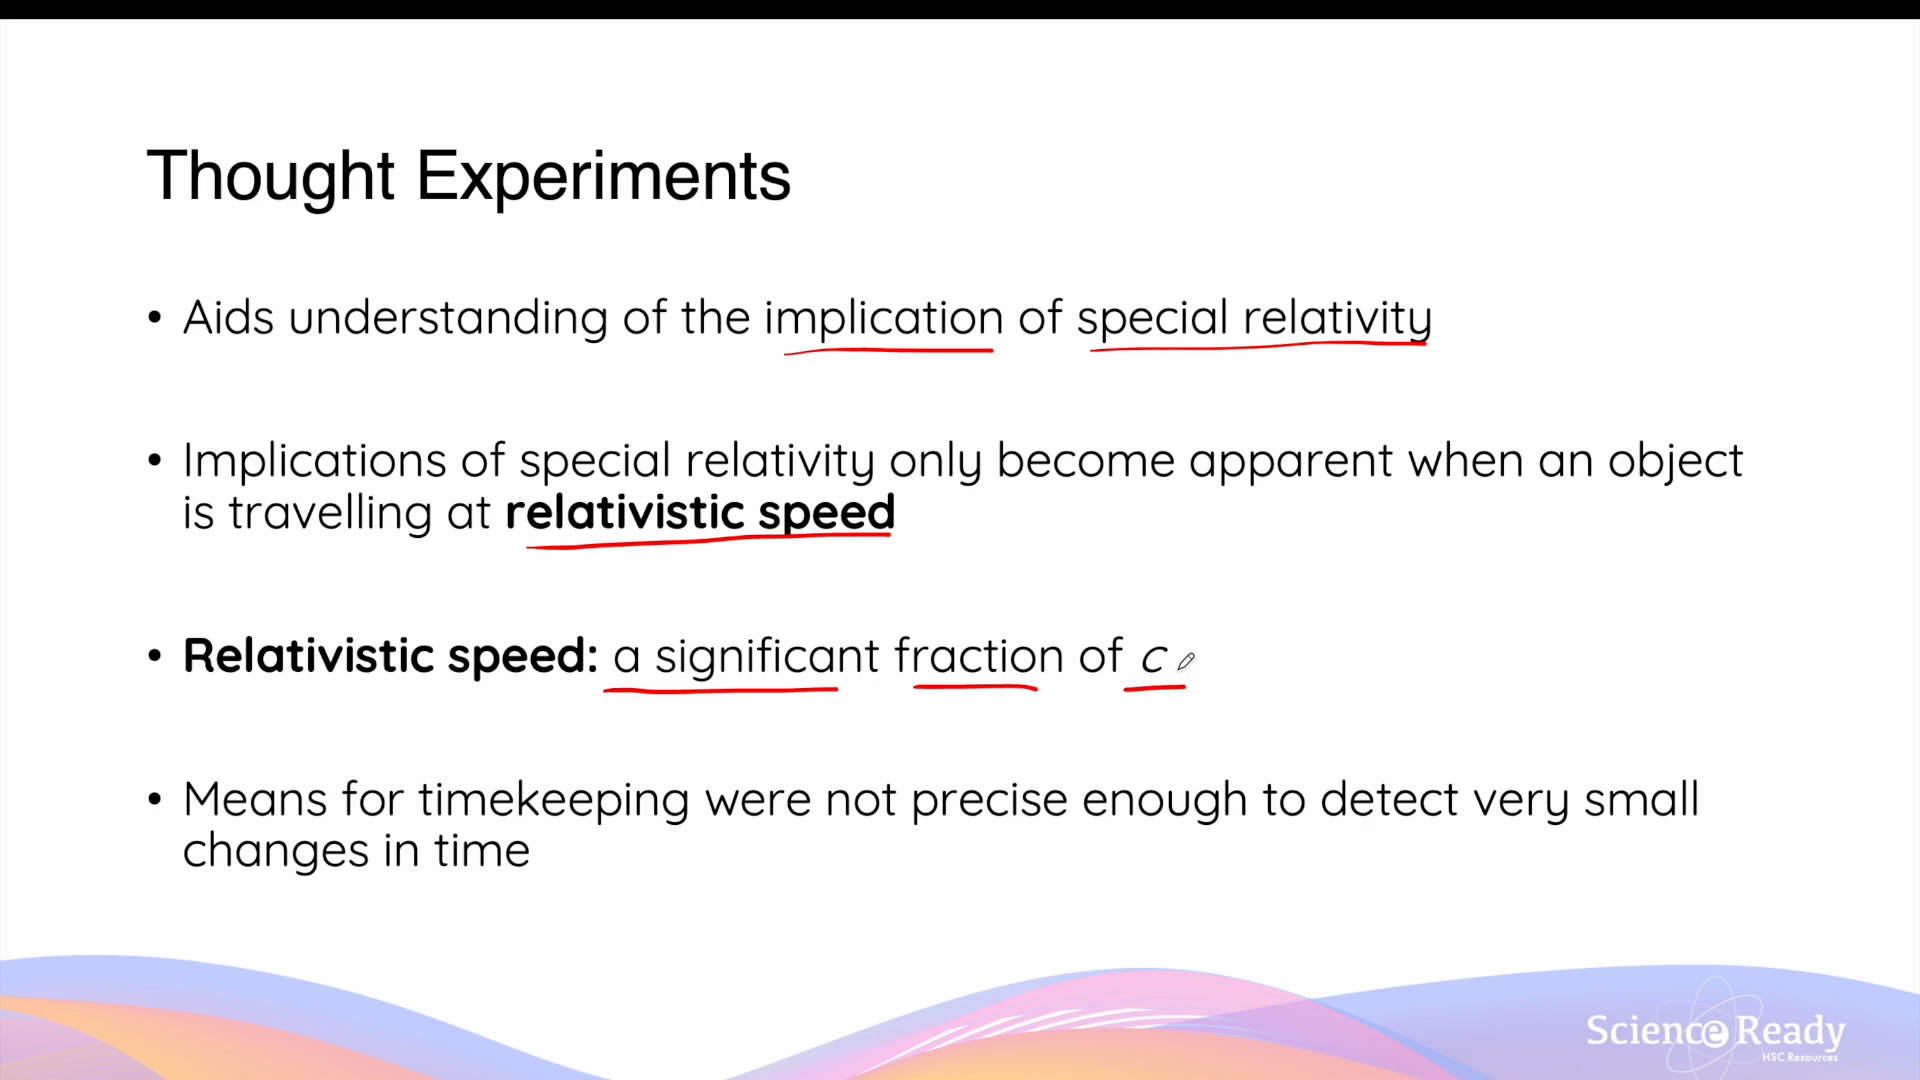 Thought Experiments
• Aids understanding of the implication of special relativity
• Implications of special relativity only become apparent when an object
is travelling at relativistic speed
• Relativistic speed: a significant fraction of c
• Means for timekeeping were not precise enough to detect very small
changes in time
Science Ready
HSC Resources